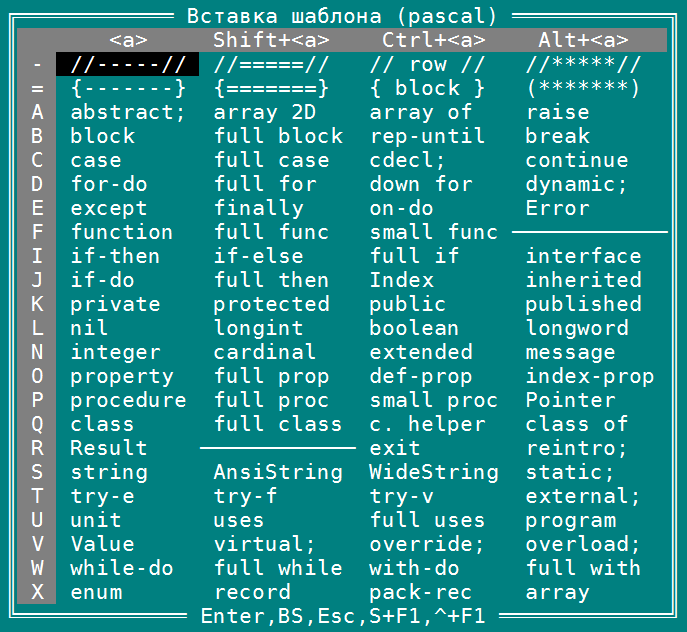 Вставка шаблона (pascal)
<a> Shift+<a> Ctrl+<a> Alt+<a>
- //-----// //=====// // row // //*****//
= {-------} {=======} { block } (*******)
A abstract; array 2D array of raise
B block full block rep-until break
C case full case cdecl; continue
D for-do full for down for dynamic;
E except finally on-do Error
F function full func small func
I if-then if-else full if interface
J if-do full then Index inherited
K private protected public published
L nil longint boolean longword
N integer cardinal extended message
O property full prop def-prop index-prop
P procedure full proc small proc Pointer
Q class full class c. helper class of
R Result exit reintro;
S string AnsiString WideString static;
T try-e try-f try-v external;
U unit uses full uses program
V Value virtual; override; overload;
W while-do full while with-do full with
X enum record pack-rec array
Enter,BS,Esc,S+F1,^+F1